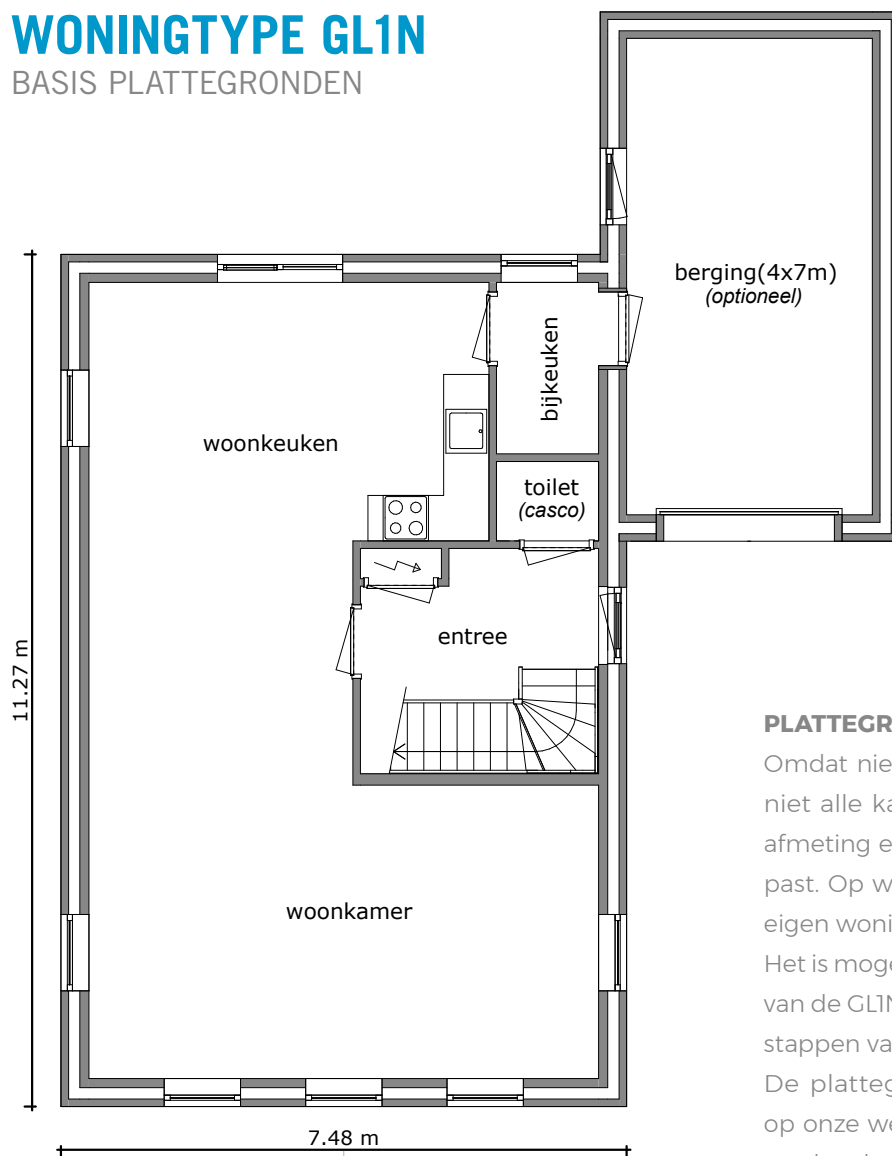 WONINGTYPE GL1N
BASIS PLATTEGRONDEN
berging(4x7m)
(optioneel)
bijkeuken
woonkeuken
toilet
(casco)
entree
11.27 m
woonkamer
7.48 m
PLATTEGR
Omdat nie
niet alle ka
afmeting e
past. Op w
eigen woni
Het is moge
van de GL1N
stappen va
De platteg
op onze we